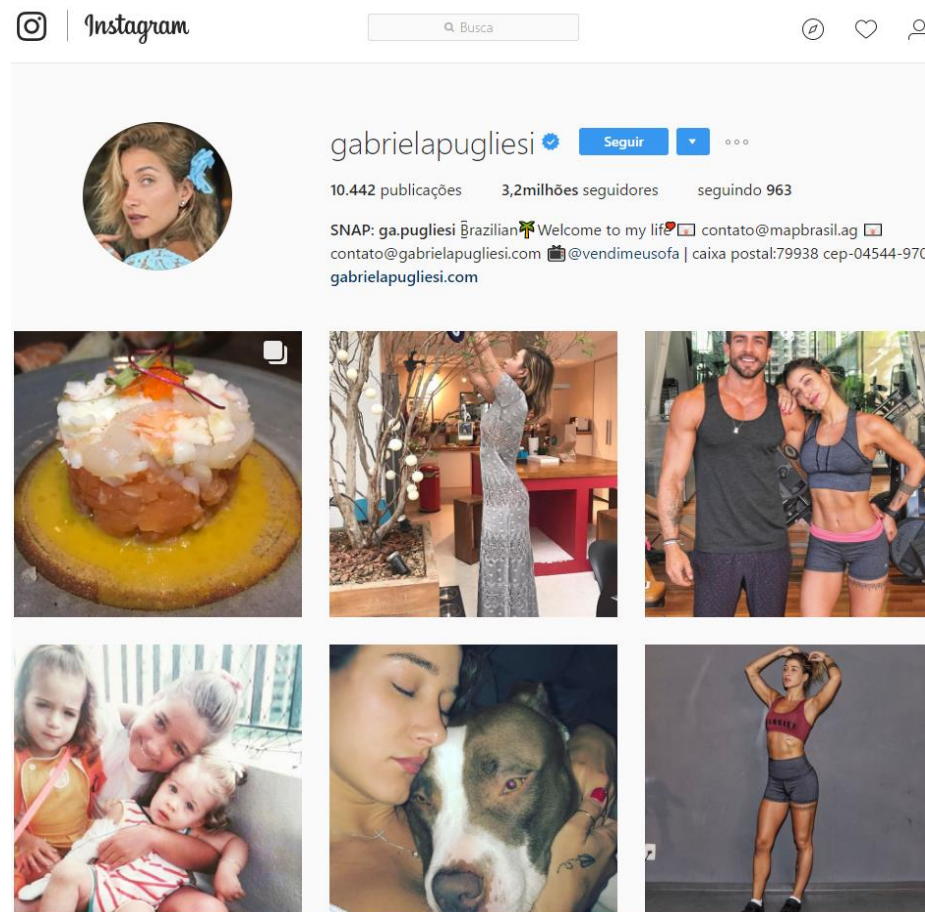 Instagram
Busca
gabrielapugliesi
Seguir
10.442 publicações 3,2milhões seguidores seguindo 963
SNAP: ga.pugliesi Brazilian🌴Welcome to my life💌 contato@mapbrasil.ag 💌
contato@gabrielapugliesi.com 📺@vendimeusofa | caixa postal:79938 cep-04544-970
gabrielapugliesi.com